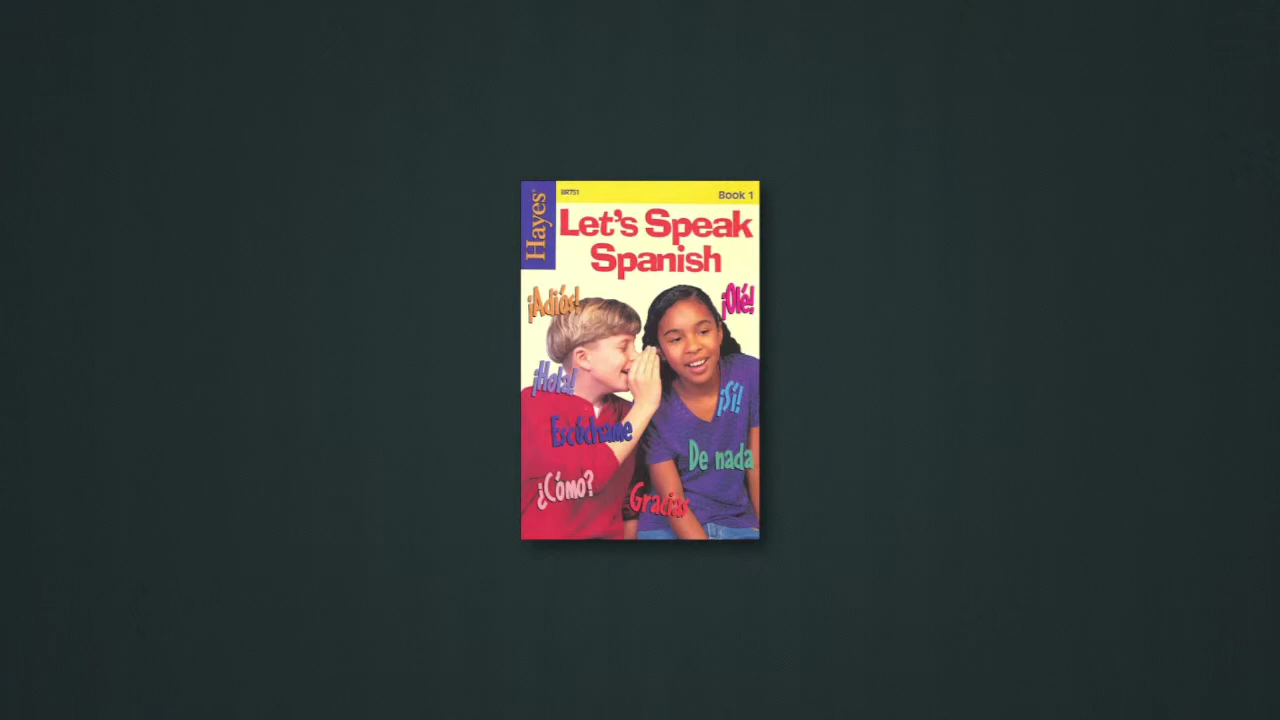 Hayes®
BR751
Book 1
Let's Speak
Spanish
¡Adiós!
¡Olé!
¡Hola!
¡Sí!
Escúchame
De nada
¿Cómo?
Gracias